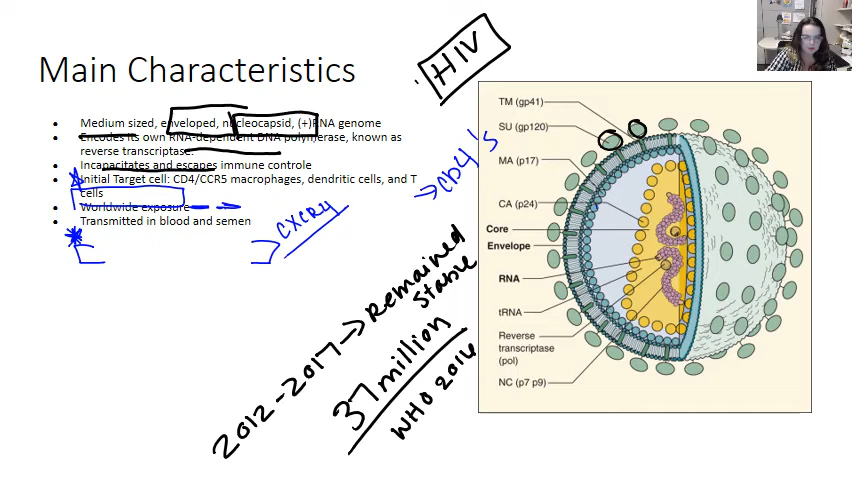 Main Characteristics
HIV
Medium sized, enveloped, nucleocapsid, (+)RNA genome
Encodes its own RNA-dependent DNA polymerase, known as
reverse transcriptase.
Incapacitates and escapes immune controle
Initial Target cell: CD4/CCR5 macrophages, dendritic cells, and T
cells
Worldwide exposure
Transmitted in blood and semen
CXCR4
→ CD4's
2012-2017 → Remained
stable
37 million
WHO 2016
TM (gp41)
SU (gp120)
MA (p17)
CA (p24)
Core
Envelope
RNA
tRNA
Reverse
transcriptase
(pol)
NC (p7 p9)